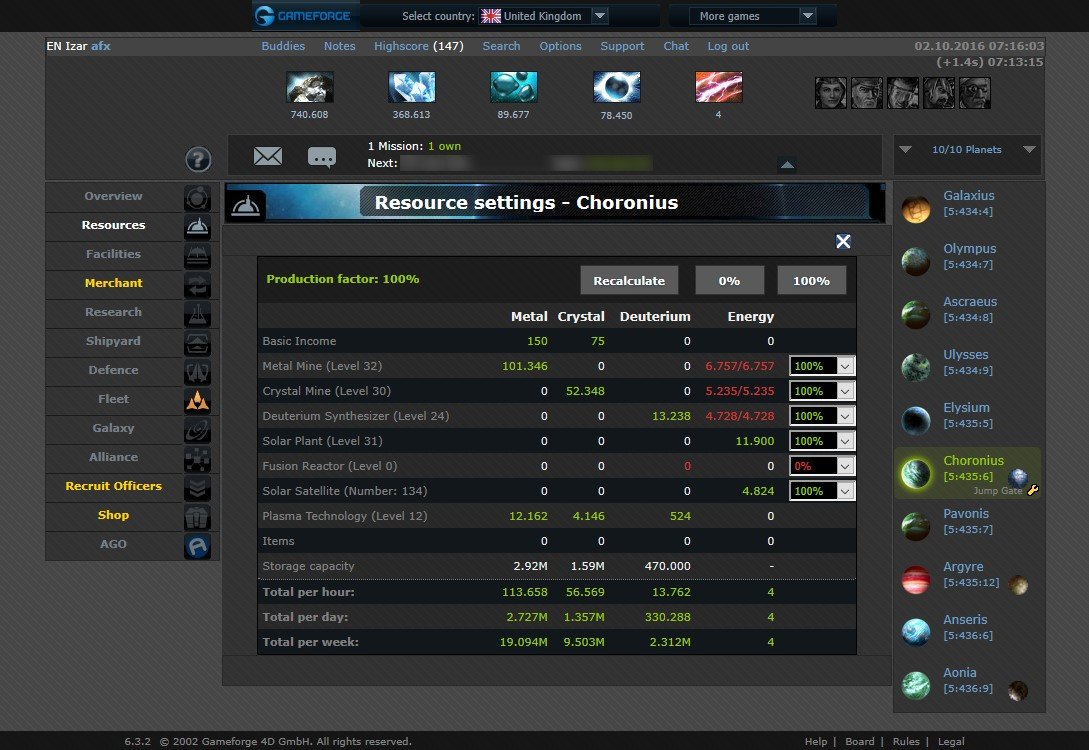 GAMEFORGE Select country: United Kingdom More games
EN Izar afx Buddies Notes Highscore (147) Search Options Support Chat Log out 02.10.2016 07:16:03
(+1.4s) 07:13:15
740.608 368.613 89.677 78.450 4
? 1 Mission: 1 own
Next:
10/10 Planets
Overview
Resources
Facilities
Merchant
Research
Shipyard
Defence
Fleet
Galaxy
Alliance
Recruit Officers
Shop
AGO
Resource settings - Choronius
Production factor: 100% Recalculate 0% 100%
Metal Crystal Deuterium Energy
Basic Income 150 75 0 0
Metal Mine (Level 32) 101.346 0 0 6.757/6.757 100%
Crystal Mine (Level 30) 0 52.348 0 5.235/5.235 100%
Deuterium Synthesizer (Level 24) 0 0 13.238 4.728/4.728 100%
Solar Plant (Level 31) 0 0 0 11.900 100%
Fusion Reactor (Level 0) 0 0 0 0 0%
Solar Satellite (Number: 134) 0 0 0 4.824 100%
Plasma Technology (Level 12) 12.162 4.146 524 0
Items 0 0 0 0
Storage capacity 2.92M 1.59M 470.000 -
Total per hour: 113.658 56.569 13.762 4
Total per day: 2.727M 1.357M 330.288 4
Total per week: 19.094M 9.503M 2.312M 4
Galaxius
[5:434:4]
Olympus
[5:434:7]
Ascraeus
[5:434:8]
Ulysses
[5:434:9]
Elysium
[5:435:5]
Choronius
[5:435:6]
Jump Gate
Pavonis
[5:435:7]
Argyre
[5:435:12]
Anseris
[5:436:6]
Aonia
[5:436:9]
6.3.2 © 2002 Gameforge 4D GmbH. All rights reserved. Help | Board | Rules | Legal